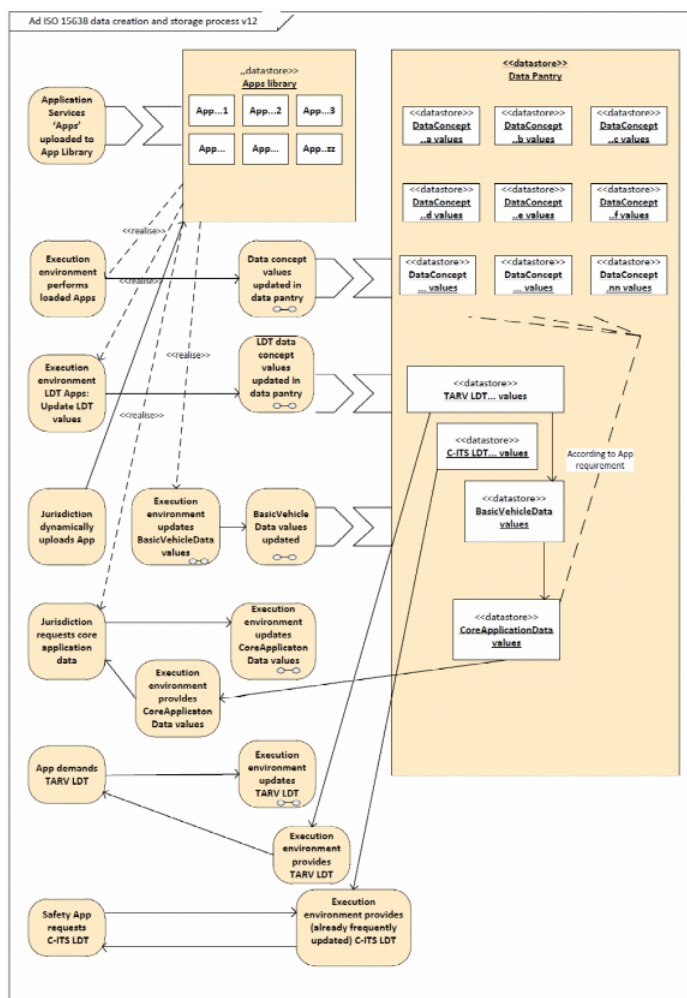 Ad ISO 15638 data creation and storage process v12
Application
Services
‘Apps’
uploaded to
App Library
,,datastore>>
Apps library
App...1
App...2
App...3
App...
App...
App..zz
<<datastore>>
Data Pantry
<<datastore>>
DataConcept
..a values
<<datastore>>
DataConcept
..b values
<<datastore>>
DataConcept
..c values
<<datastore>>
DataConcept
..d values
<<datastore>>
DataConcept
..e values
<<datastore>>
DataConcept
..f values
<<datastore>>
DataConcept
... values
<<datastore>>
DataConcept
... values
<<datastore>>
DataConcept
.nn values
<<realise>>
<<realise>>
<<realise>>
<<realise>>
Execution
environment
performs
loaded Apps
Data concept
values
updated in
data pantry
Execution
environment
LDT Apps:
Update LDT
values
LDT data
concept
values
updated in
data pantry
<<datastore>>
TARV LDT... values
<<datastore>>
C-ITS LDT... values
According to App
requirement
Jurisdiction
dynamically
uploads App
Execution
environment
updates
BasicVehicleData
values
BasicVehicle
Data values
updated
<<datastore>>
BasicVehicleData
values
Jurisdiction
requests core
application
data
Execution
environment
updates
CoreApplicaton
Data values
<<datastore>>
CoreApplicationData
values
Execution
environment
provides
CoreApplicaton
Data values
App demands
TARV LDT
Execution
environment
updates
TARV LDT
Execution
environment
provides
TARV LDT
Safety App
requests
C-ITS LDT
Execution
environment provides
(already frequently
updated) C-ITS LDT